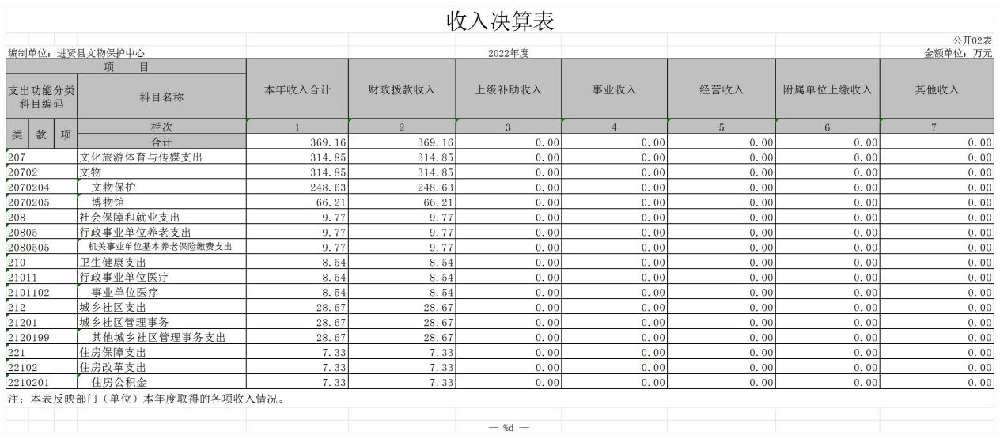 收入决算表
公开02表
编制单位：进贤县文物保护中心 2022年度 金额单位：万元
项 目 本年收入合计 财政拨款收入 上级补助收入 事业收入 经营收入 附属单位上缴收入 其他收入
支出功能分类科目编码 科目名称
类 款 项 栏次 1 2 3 4 5 6 7
合计 369.16 369.16 0.00 0.00 0.00 0.00 0.00
207 文化旅游体育与传媒支出 314.85 314.85 0.00 0.00 0.00 0.00 0.00
20702 文物 314.85 314.85 0.00 0.00 0.00 0.00 0.00
2070204 文物保护 248.63 248.63 0.00 0.00 0.00 0.00 0.00
2070205 博物馆 66.21 66.21 0.00 0.00 0.00 0.00 0.00
208 社会保障和就业支出 9.77 9.77 0.00 0.00 0.00 0.00 0.00
20805 行政事业单位养老支出 9.77 9.77 0.00 0.00 0.00 0.00 0.00
2080505 机关事业单位基本养老保险缴费支出 9.77 9.77 0.00 0.00 0.00 0.00 0.00
210 卫生健康支出 8.54 8.54 0.00 0.00 0.00 0.00 0.00
21011 行政事业单位医疗 8.54 8.54 0.00 0.00 0.00 0.00 0.00
2101102 事业单位医疗 8.54 8.54 0.00 0.00 0.00 0.00 0.00
212 城乡社区支出 28.67 28.67 0.00 0.00 0.00 0.00 0.00
21201 城乡社区管理事务 28.67 28.67 0.00 0.00 0.00 0.00 0.00
2120199 其他城乡社区管理事务支出 28.67 28.67 0.00 0.00 0.00 0.00 0.00
221 住房保障支出 7.33 7.33 0.00 0.00 0.00 0.00 0.00
22102 住房改革支出 7.33 7.33 0.00 0.00 0.00 0.00 0.00
2210201 住房公积金 7.33 7.33 0.00 0.00 0.00 0.00 0.00
注：本表反映部门（单位）本年度取得的各项收入情况。
— %d —